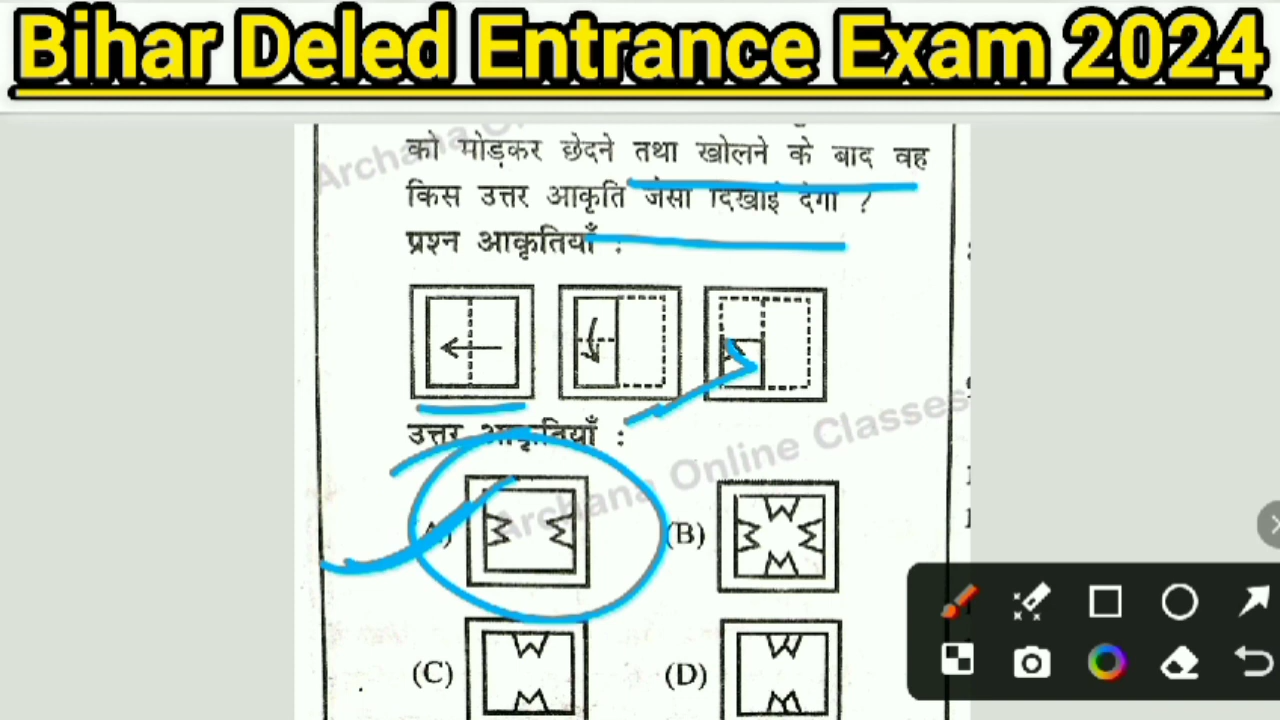 Bihar Deled Entrance Exam 2024
को मोड़कर छेदने तथा खोलने के बाद वह
किस उत्तर आकृति जैसा दिखाई देगा ?
प्रश्न आकृतियाँ :
उत्तर आकृतियाँ :
Archana Online Classes
(A)
(B)
(C)
(D)